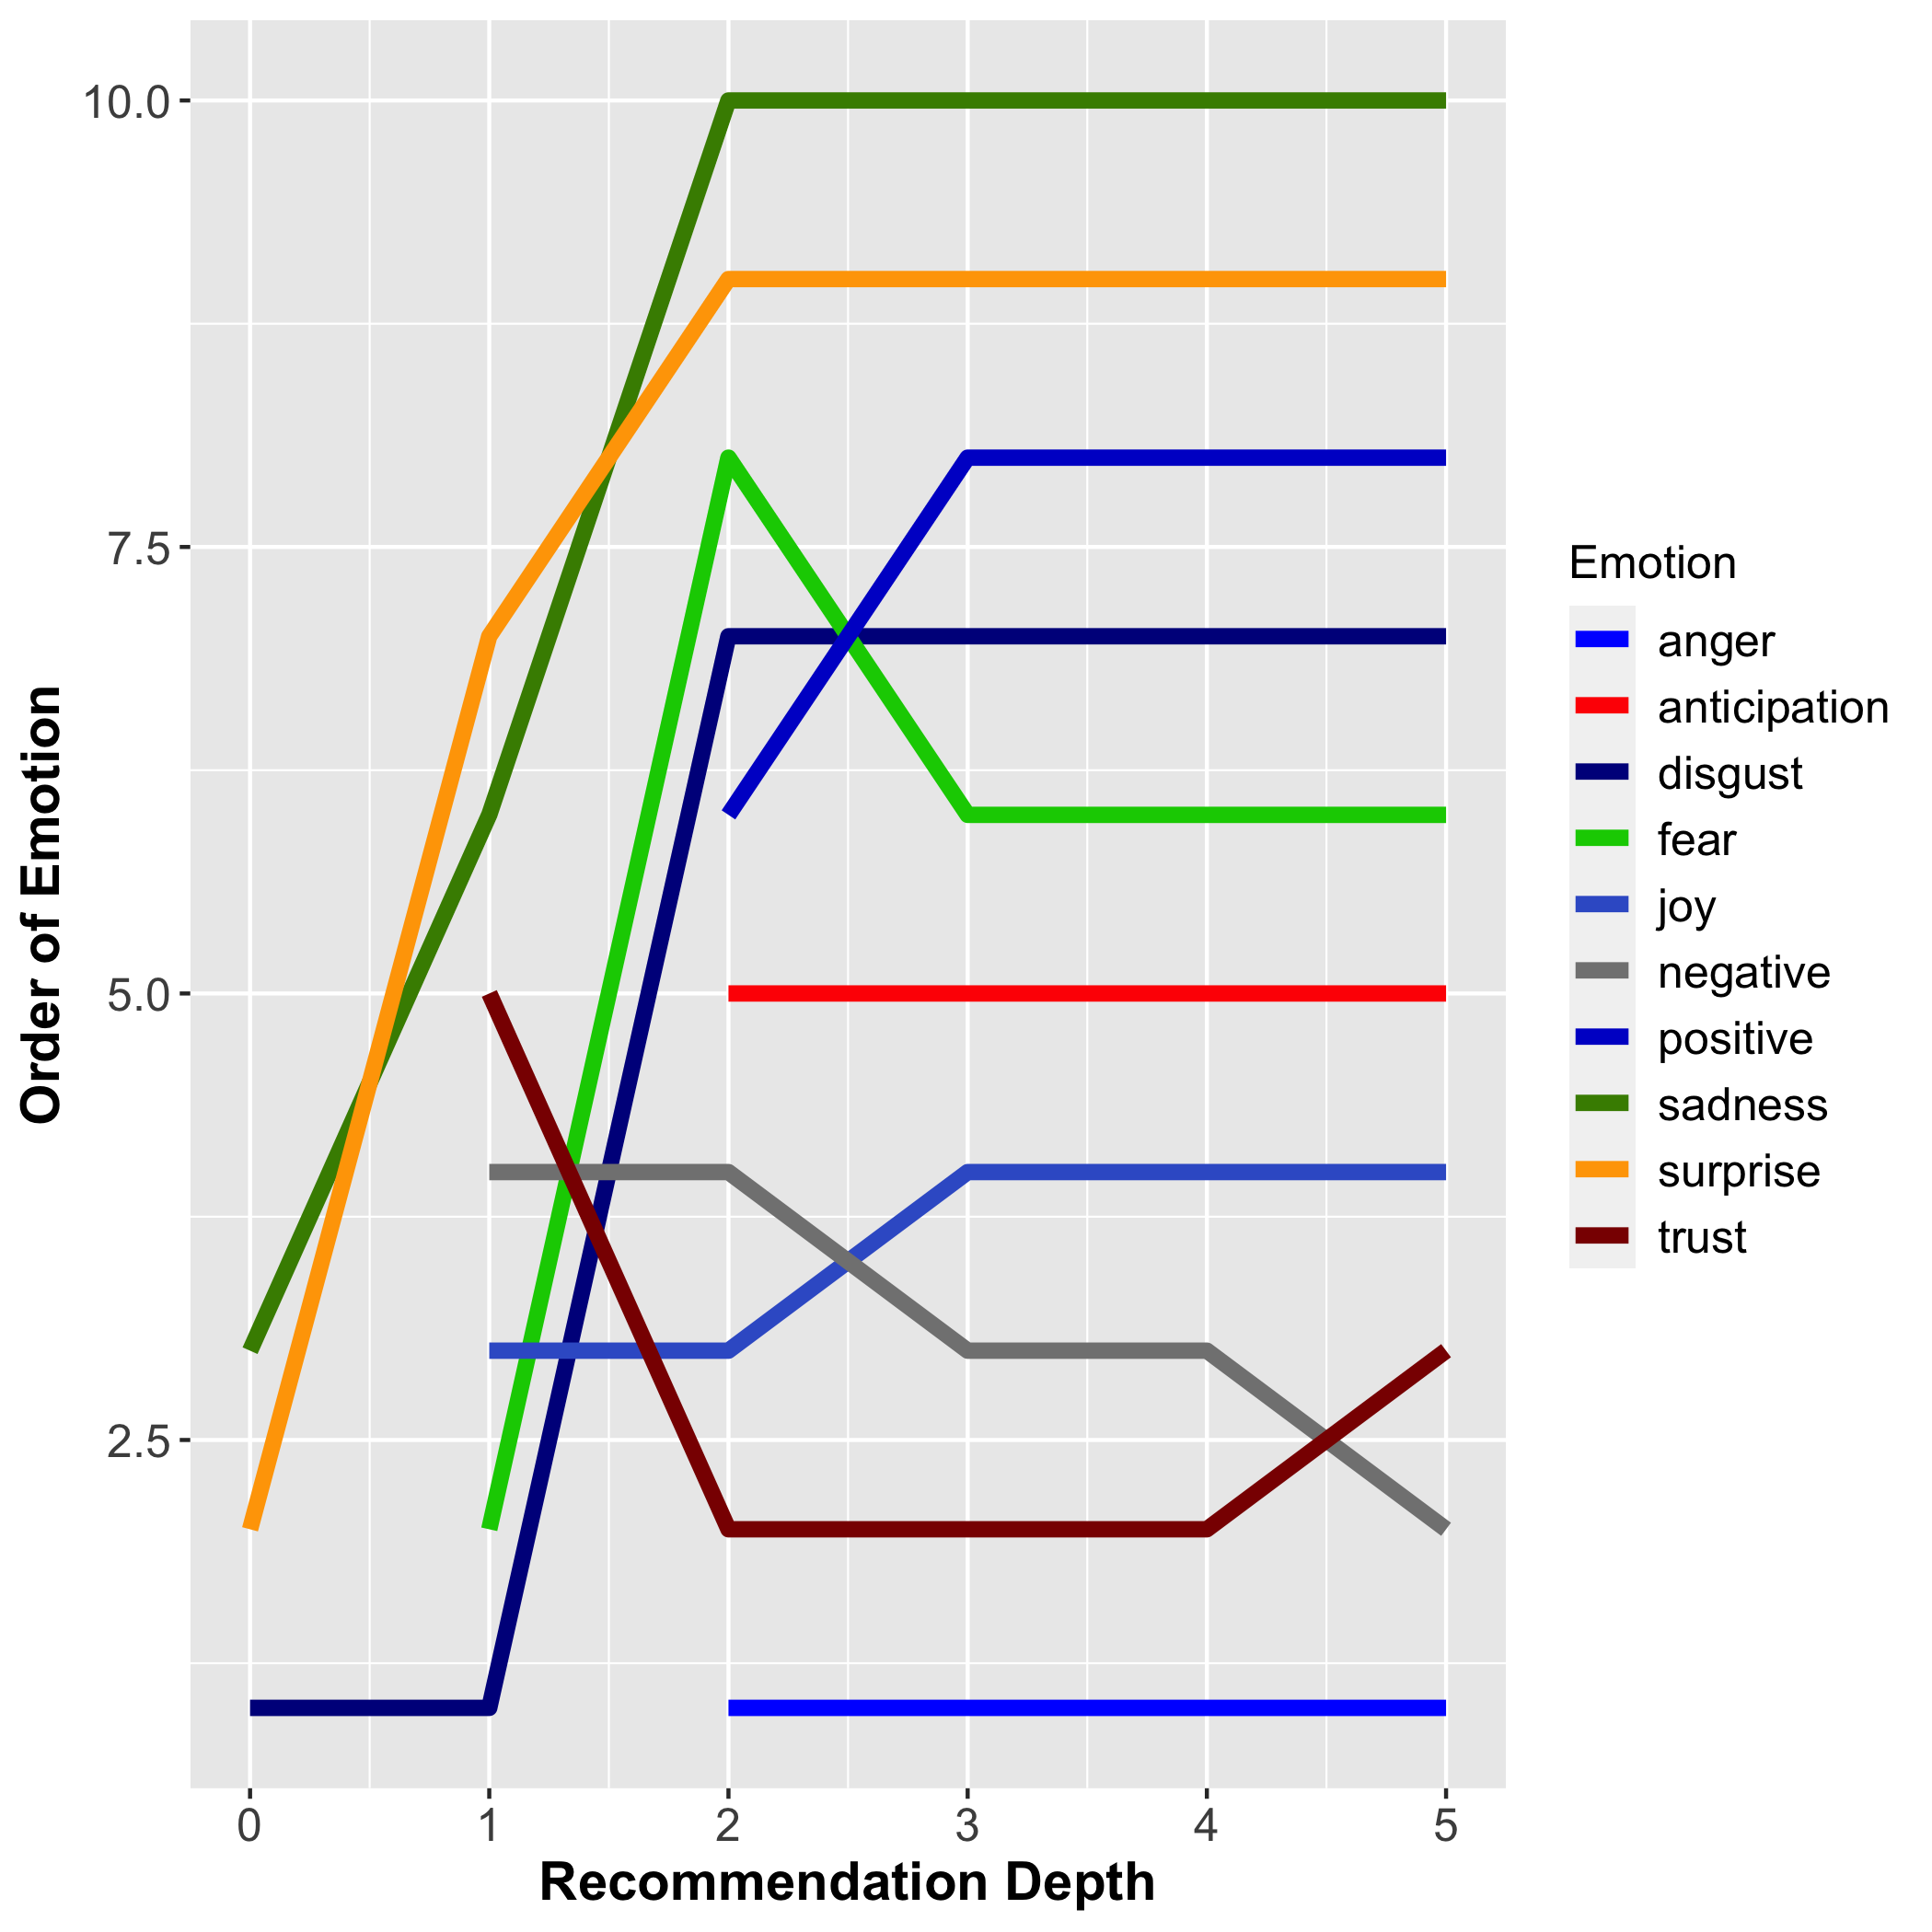 10.0
7.5
5.0
2.5
Order of Emotion
0 1 2 3 4 5
Recommendation Depth
Emotion
anger
anticipation
disgust
fear
joy
negative
positive
sadness
surprise
trust